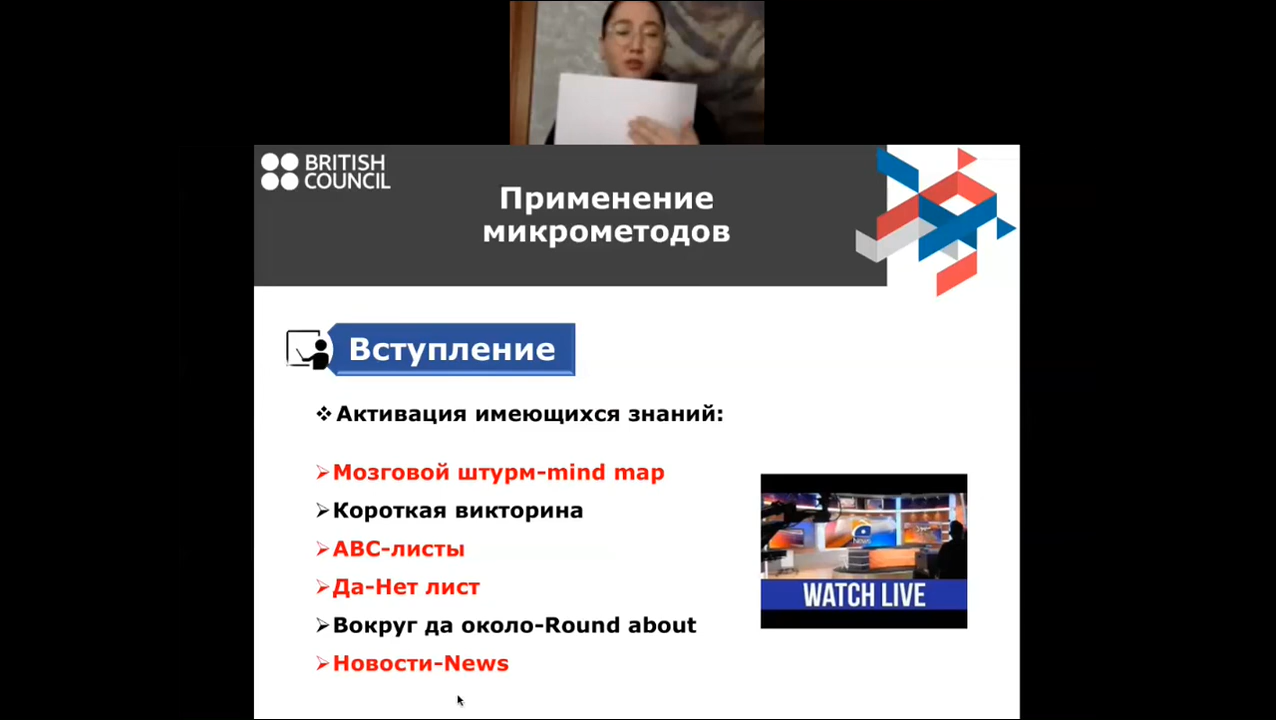 BRITISH
COUNCIL
Применение
микрометодов
Вступление
Активация имеющихся знаний:
Мозговой штурм-mind map
Короткая викторина
АВС-листы
Да-Нет лист
Вокруг да около-Round about
Новости-News
NEWS
WATCH LIVE